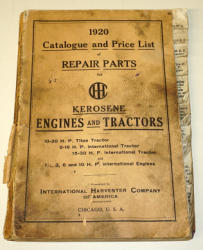 1920
Catalogue and Price List
of
REPAIR PARTS
for
IHC
KEROSENE
ENGINES AND TRACTORS
10-20 H. P. Titan Tractor
8-16 H. P. International Tractor
15-30 H. P. International Tractor
and
3, 6 and 10 H. P. International Engines
INTERNATIONAL HARVESTER COMPANY
OF AMERICA
CHICAGO, U. S. A.